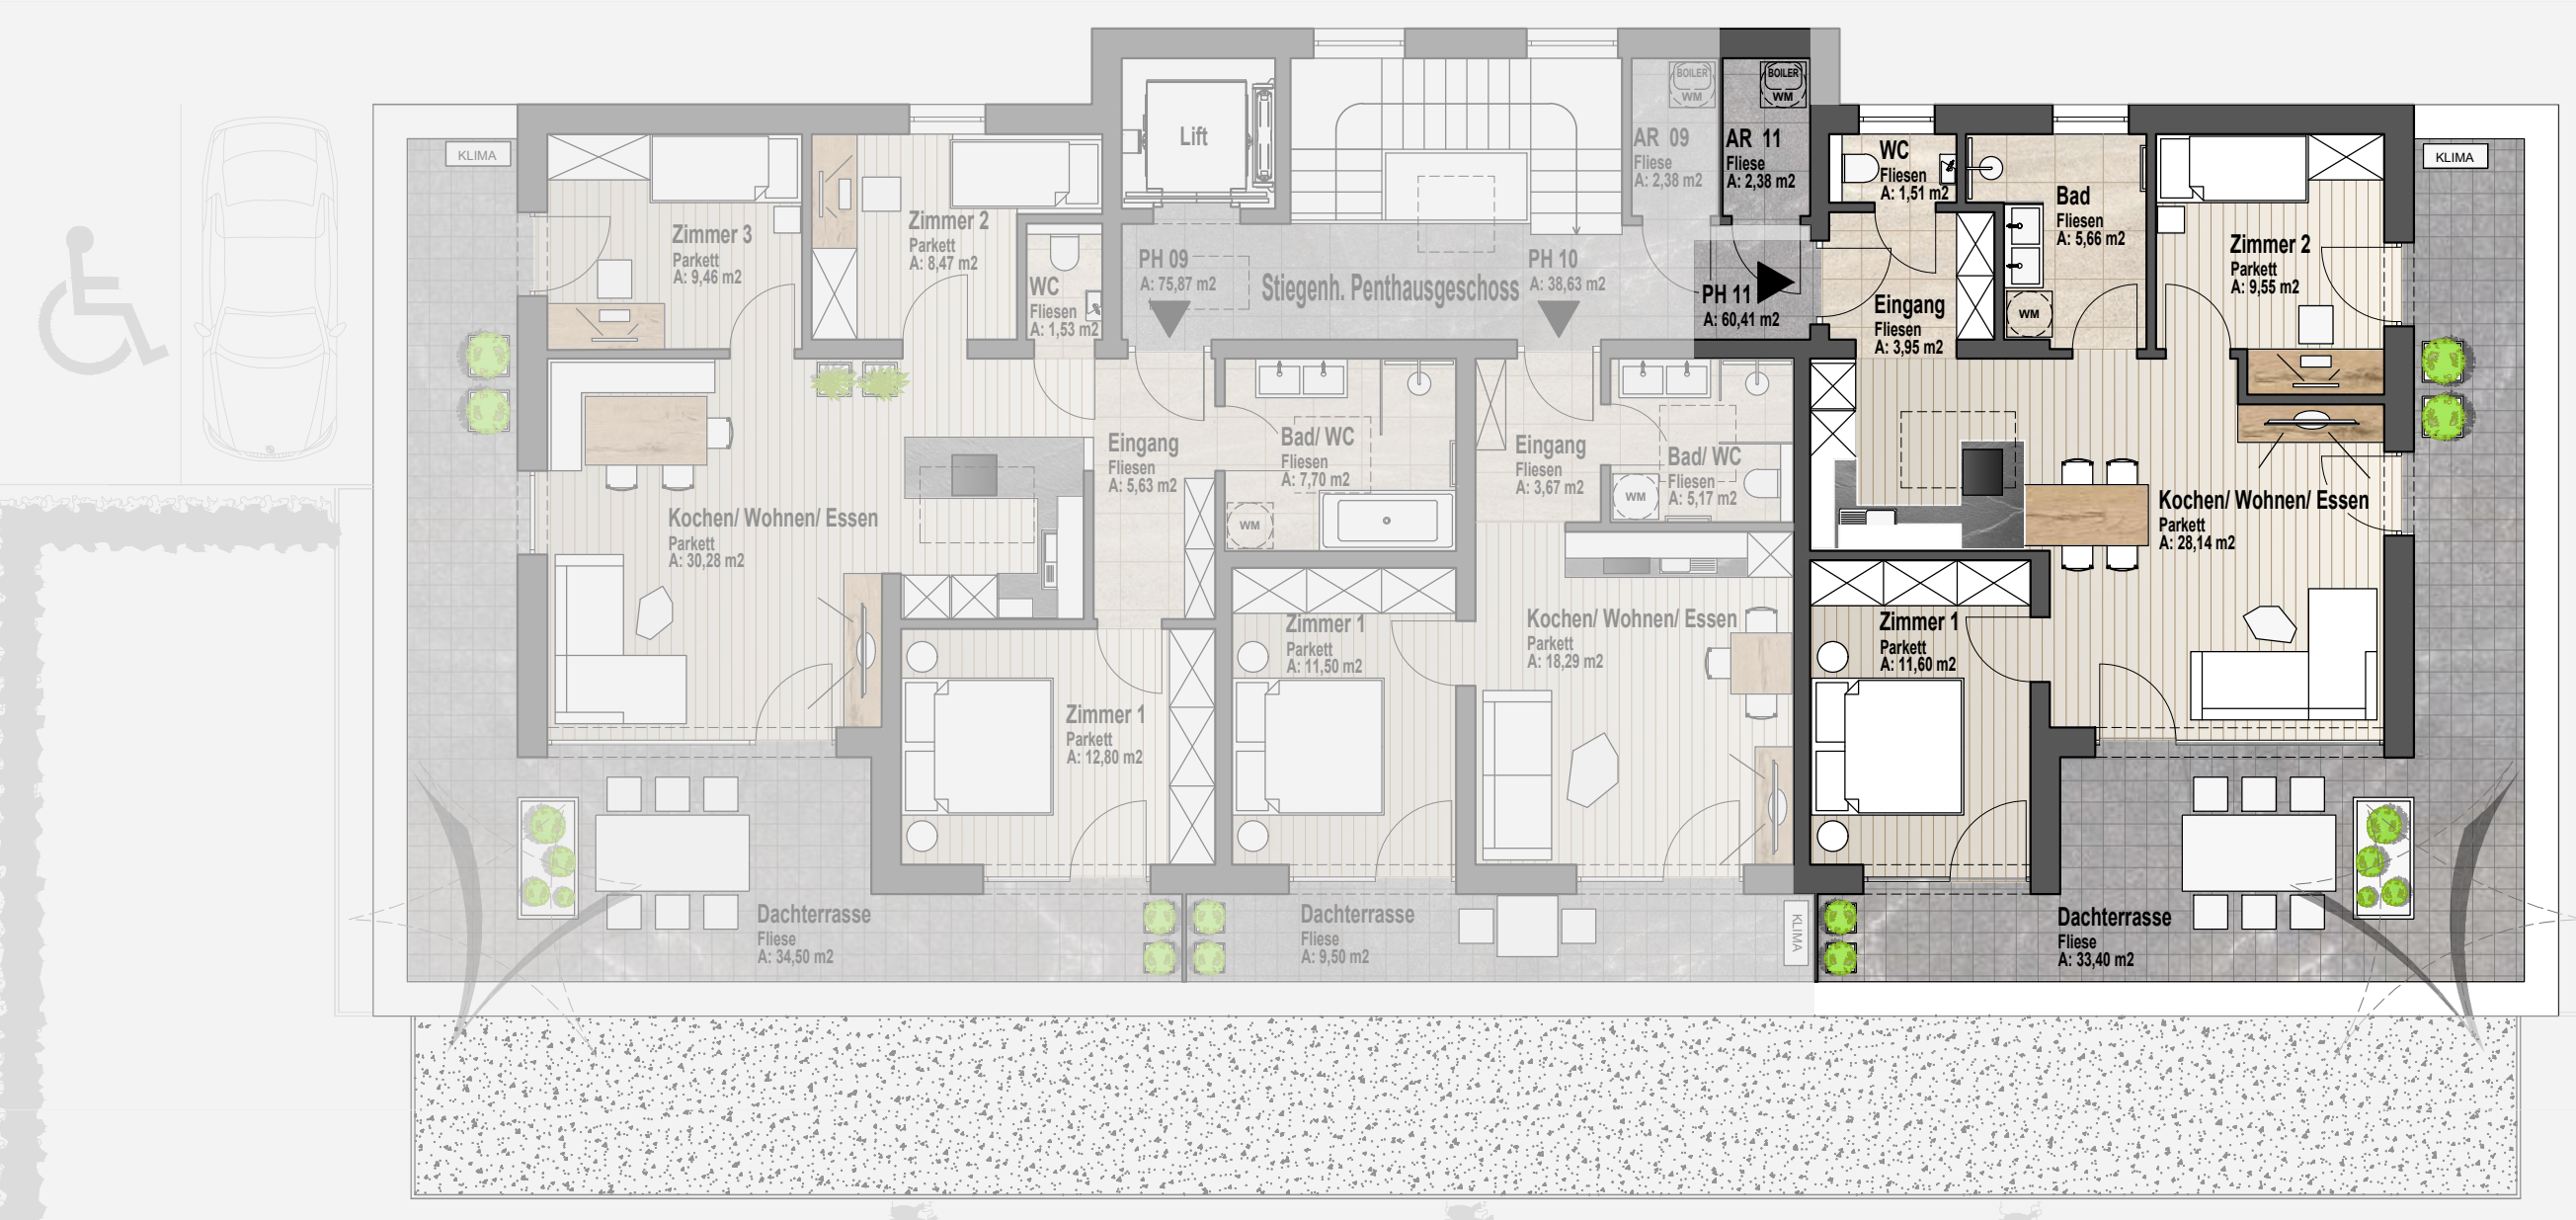 KLIMA
Zimmer 3
Parkett
A: 9,46 m2
Zimmer 2
Parkett
A: 8,47 m2
WC
Fliesen
A: 1,53 m2
Lift
PH 09
A: 75,87 m2
Stiegenh. Penthausgeschoss
PH 10
A: 38,63 m2
BOILER
WM
AR 09
Fliese
A: 2,38 m2
BOILER
WM
AR 11
Fliese
A: 2,38 m2
PH 11
A: 60,41 m2
WC
Fliesen
A: 1,51 m2
Eingang
Fliesen
A: 3,95 m2
Bad
Fliesen
A: 5,66 m2
WM
Zimmer 2
Parkett
A: 9,55 m2
KLIMA
Kochen/ Wohnen/ Essen
Parkett
A: 30,28 m2
Eingang
Fliesen
A: 5,63 m2
Bad/ WC
Fliesen
A: 7,70 m2
WM
Eingang
Fliesen
A: 3,67 m2
Bad/ WC
Fliesen
A: 5,17 m2
WM
Kochen/ Wohnen/ Essen
Parkett
A: 28,14 m2
Zimmer 1
Parkett
A: 12,80 m2
Zimmer 1
Parkett
A: 11,50 m2
Kochen/ Wohnen/ Essen
Parkett
A: 18,29 m2
Zimmer 1
Parkett
A: 11,60 m2
Dachterrasse
Fliese
A: 34,50 m2
Dachterrasse
Fliese
A: 9,50 m2
KLIMA
Dachterrasse
Fliese
A: 33,40 m2